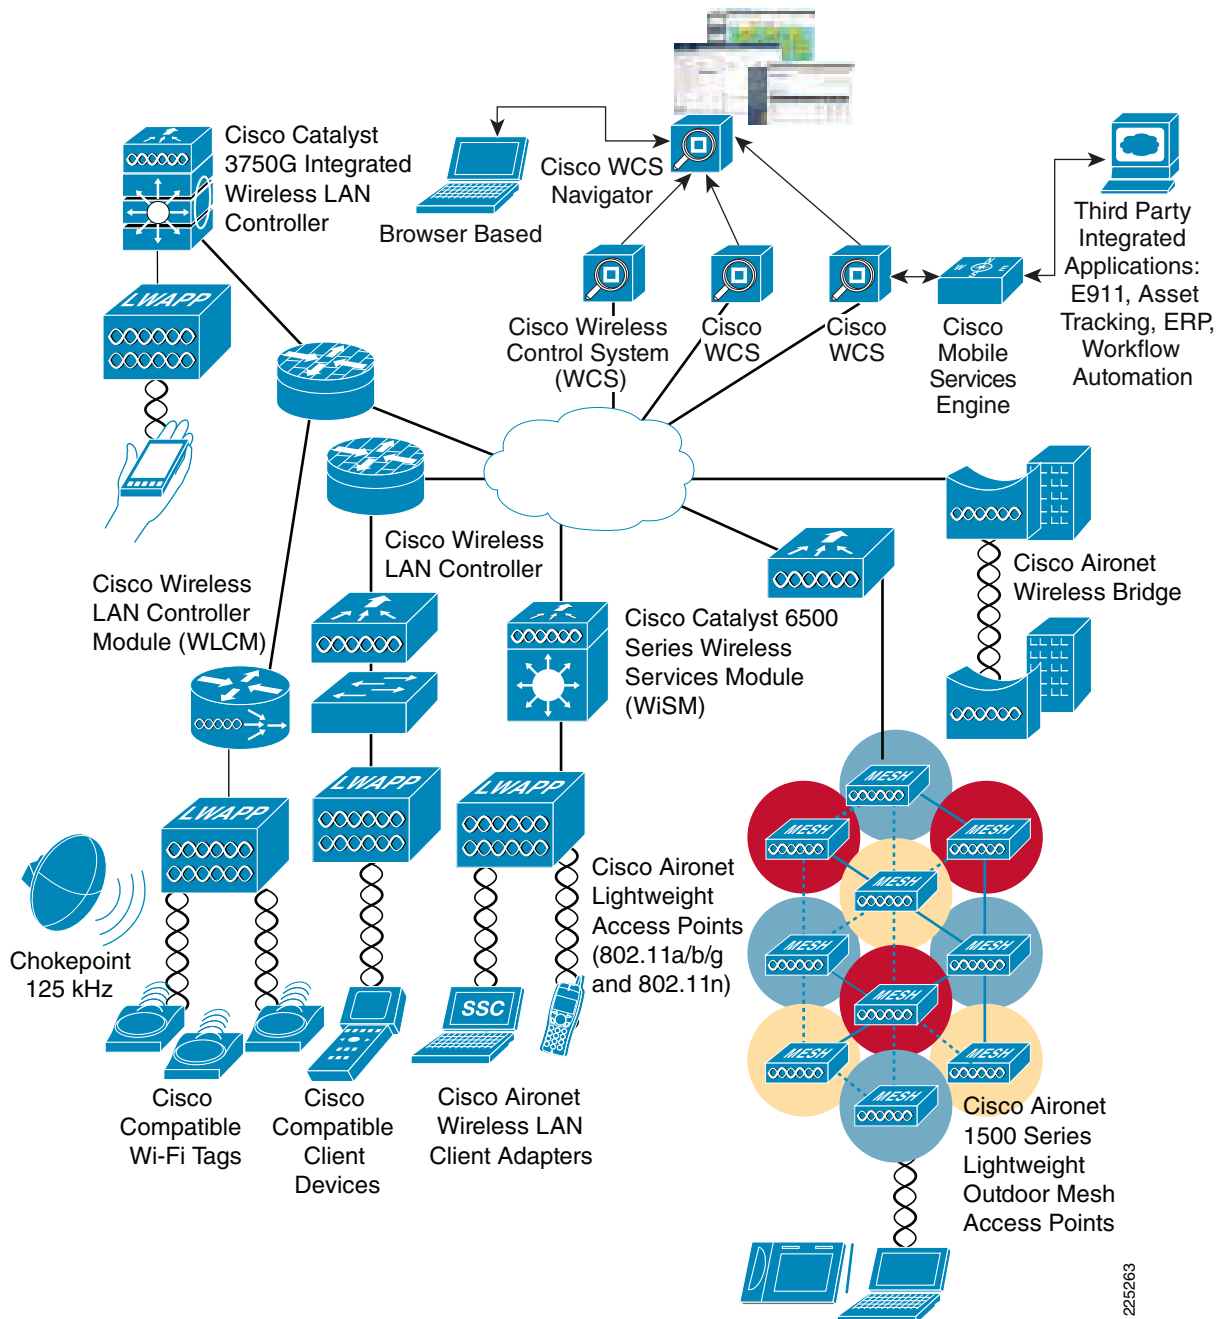 Cisco Catalyst
3750G Integrated
Wireless LAN
Controller
Browser Based
Cisco WCS
Navigator
Third Party
Integrated
Applications:
E911, Asset
Tracking, ERP,
Workflow
Automation
LWAPP
Cisco Wireless
Control System
(WCS)
Cisco
WCS
Cisco
WCS
W
N
E
Cisco
Mobile
Services
Engine
Cisco Wireless
LAN Controller
Cisco Wireless
LAN Controller
Module (WLCM)
Cisco Catalyst 6500
Series Wireless
Services Module
(WiSM)
Cisco Aironet
Wireless Bridge
LWAPP
LWAPP
LWAPP
Cisco Aironet
Lightweight
Access Points
(802.11a/b/g
and 802.11n)
MESH
MESH
MESH
MESH
MESH
MESH
MESH
MESH
MESH
MESH
Chokepoint
125 kHz
SSC
Cisco
Compatible
Wi-Fi Tags
Cisco
Compatible
Client
Devices
Cisco Aironet
Wireless LAN
Client Adapters
Cisco Aironet
1500 Series
Lightweight
Outdoor Mesh
Access Points
225263